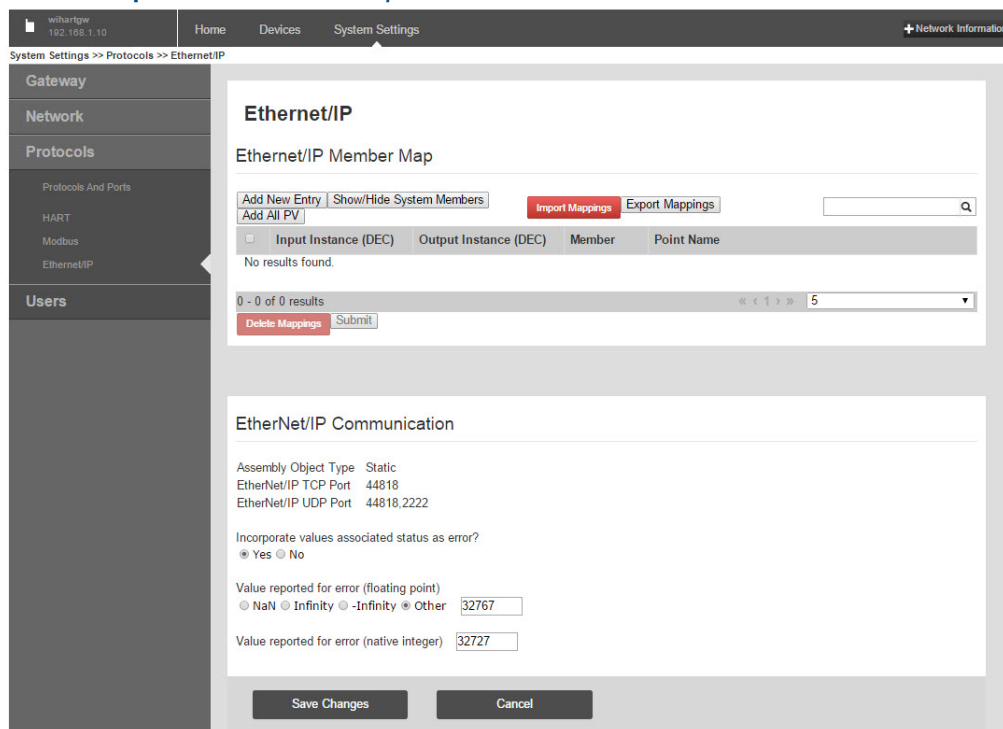 wihartgw
192.168.1.10
Home Devices System Settings
+Network Informatio
System Settings >> Protocols >> Ethernet/IP
Gateway
Network
Protocols
Protocols And Ports
HART
Modbus
Ethernet/IP
Users
Ethernet/IP
Ethernet/IP Member Map
Add New Entry Show/Hide System Members
Add All PV
Import Mappings Export Mappings
Input Instance (DEC) Output Instance (DEC) Member Point Name
No results found.
0 - 0 of 0 results « ‹ 1 › » 5
Delete Mappings Submit
EtherNet/IP Communication
Assembly Object Type Static
EtherNet/IP TCP Port 44818
EtherNet/IP UDP Port 44818,2222
Incorporate values associated status as error?
Yes No
Value reported for error (floating point)
NaN Infinity -Infinity Other 32767
Value reported for error (native integer) 32727
Save Changes Cancel